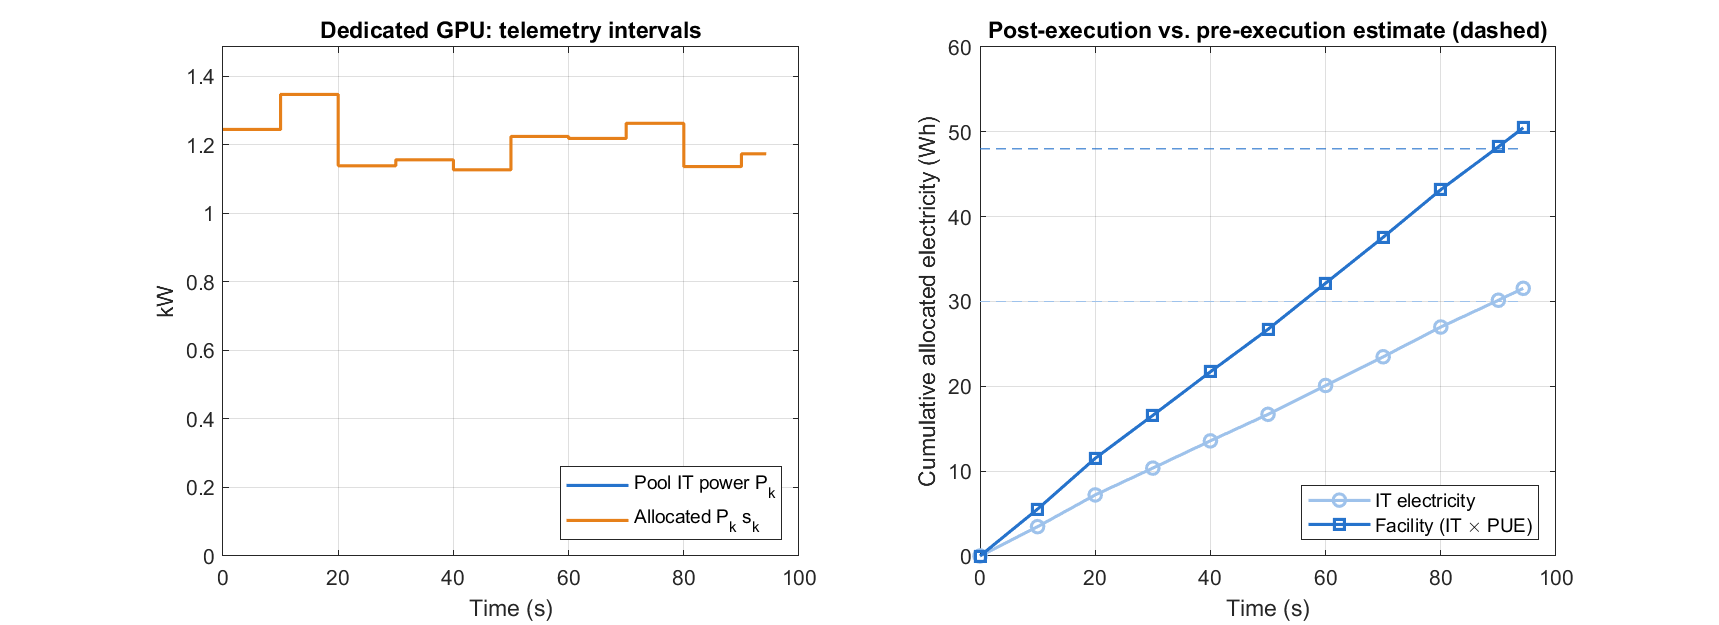 Dedicated GPU: telemetry intervals
1.4
1.2
1
0.8
0.6
0.4
0.2
0
kW
0 20 40 60 80 100
Time (s)
Pool IT power P_k
Allocated P_k s_k
Post-execution vs. pre-execution estimate (dashed)
60
50
40
30
20
10
0
Cumulative allocated electricity (Wh)
0 20 40 60 80 100
Time (s)
IT electricity
Facility (IT × PUE)